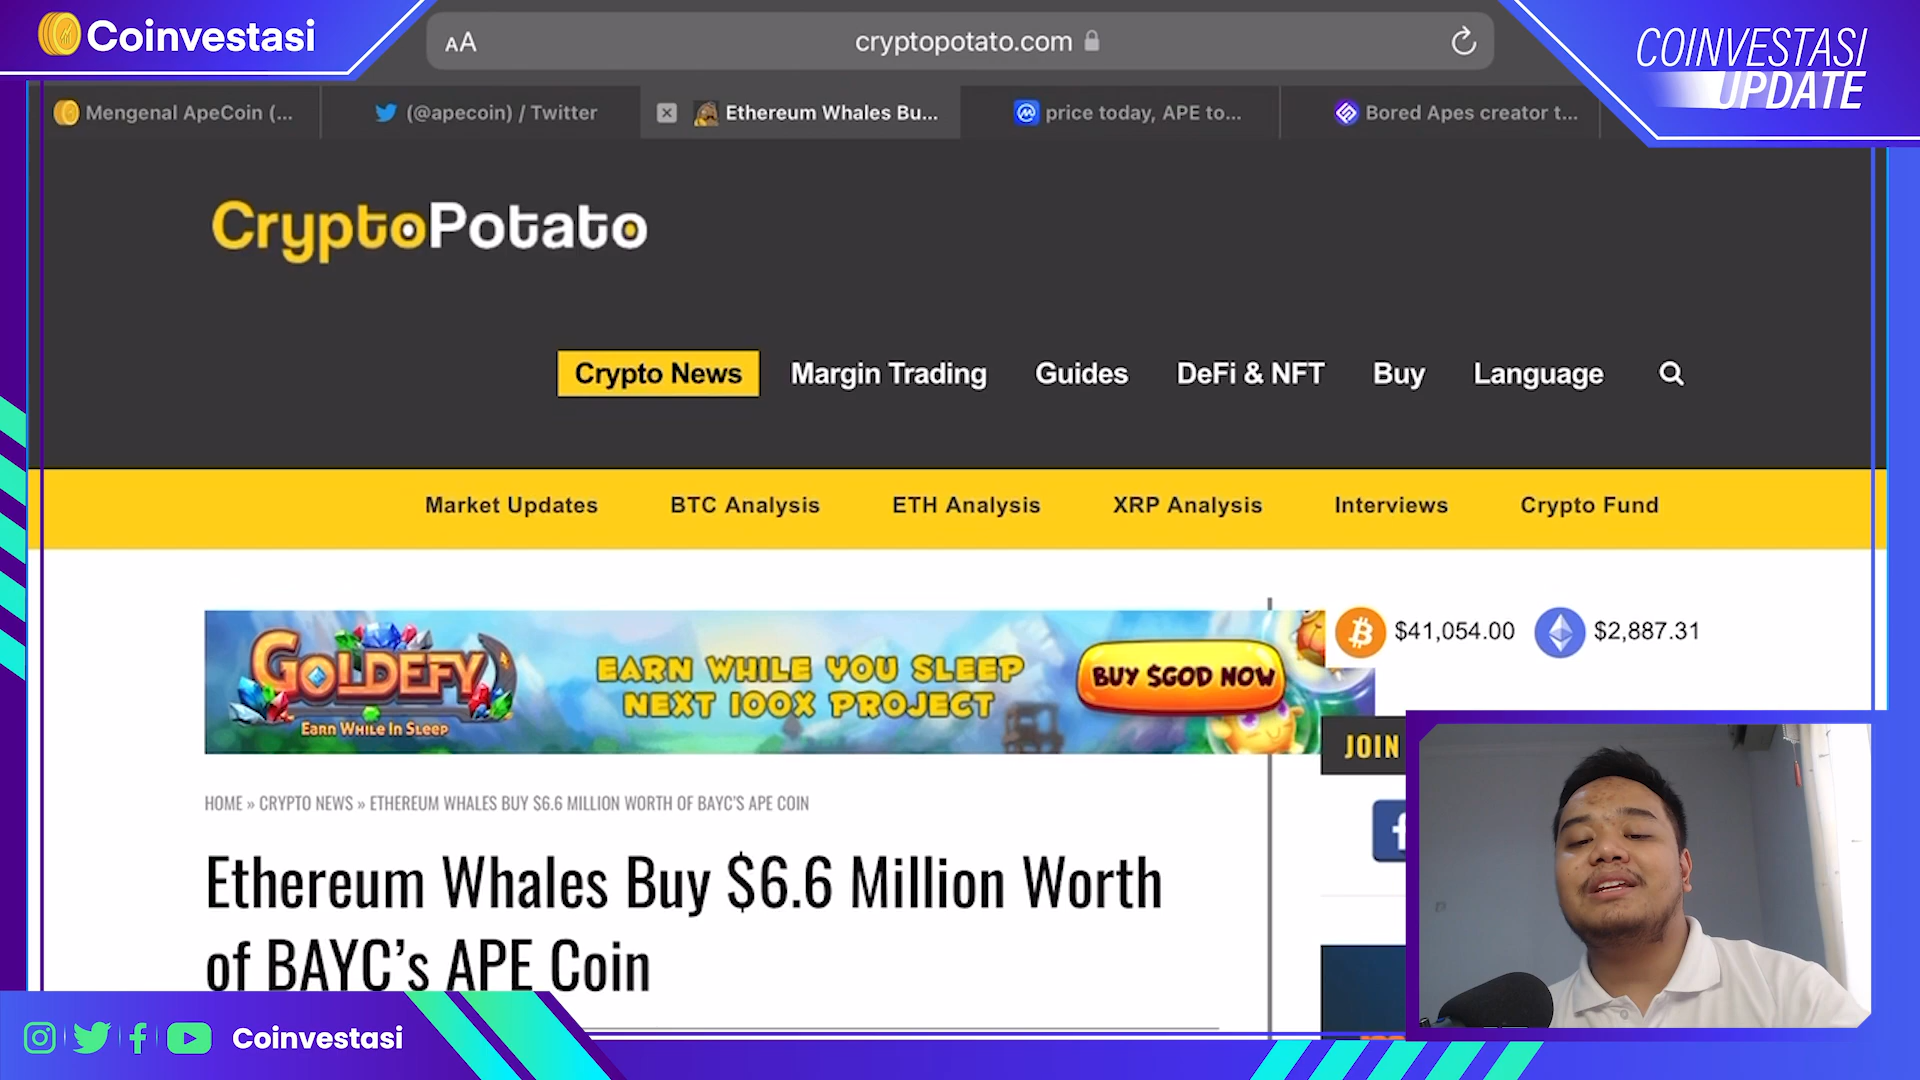 Coinvestasi
AA
cryptopotato.com
COINVESTASI
UPDATE
Mengenal ApeCoin (...
(@apecoin) / Twitter
Ethereum Whales Bu...
price today, APE to...
Bored Apes creator t...
CryptoPotato
Crypto News
Margin Trading
Guides
DeFi & NFT
Buy
Language
Market Updates
BTC Analysis
ETH Analysis
XRP Analysis
Interviews
Crypto Fund
GOLDEFY
EARN WHILE IN SLEEP
EARN WHILE YOU SLEEP
NEXT 100X PROJECT
BUY $GOD NOW
$41,054.00
$2,887.31
JOIN
HOME » CRYPTO NEWS » ETHEREUM WHALES BUY $6.6 MILLION WORTH OF BAYC'S APE COIN
Ethereum Whales Buy $6.6 Million Worth
of BAYC’s APE Coin
Coinvestasi